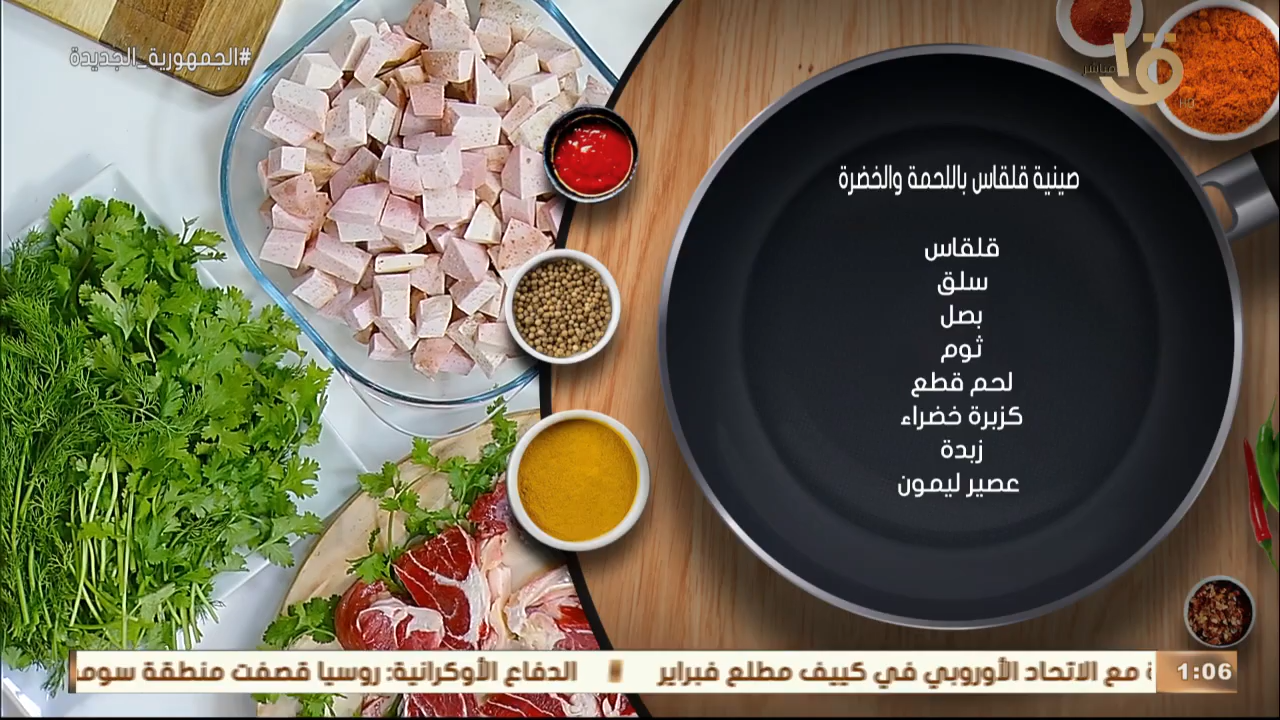 #الجمهورية_الجديدة
مباشر
صينية قلقاس باللحمة والخضرة
قلقاس
سلق
بصل
ثوم
لحم قطع
كزبرة خضراء
زبدة
عصير ليمون
مع الاتحاد الأوروبي في كييف مطلع فبراير
الدفاع الأوكرانية: روسيا قصفت منطقة
1:06